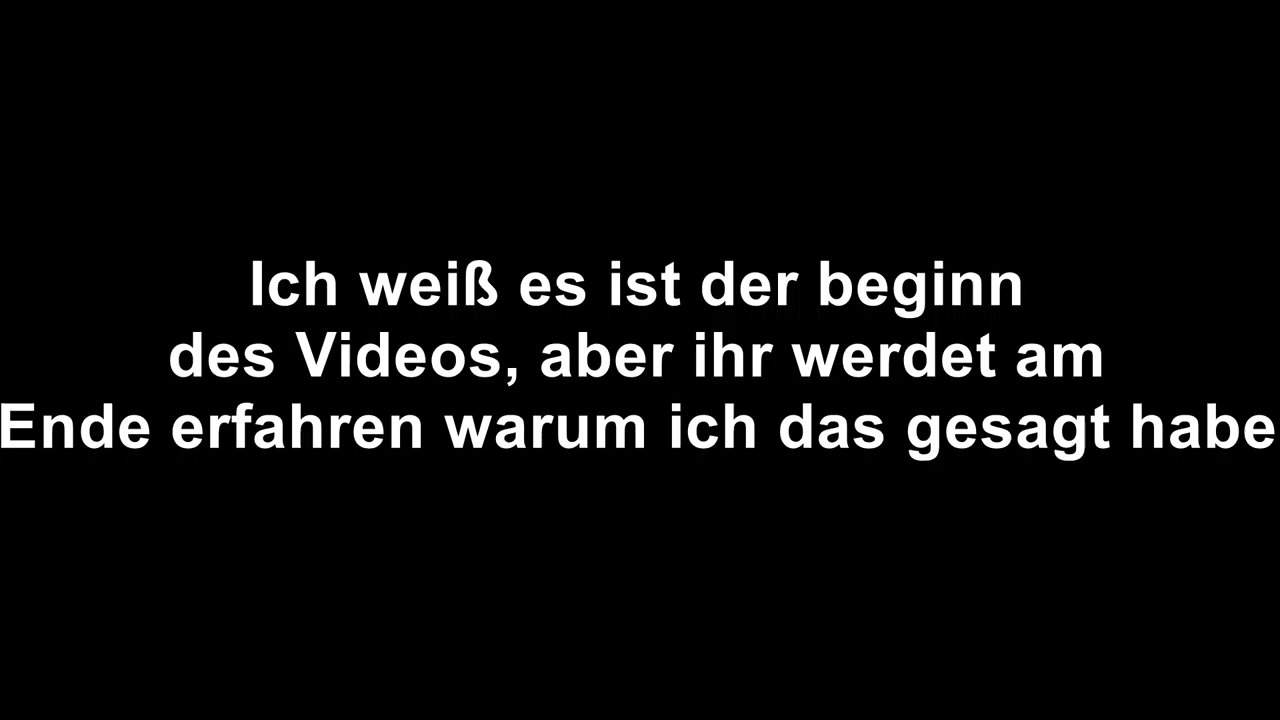 Ich weiß es ist der beginn
des Videos, aber ihr werdet am
Ende erfahren warum ich das gesagt habe